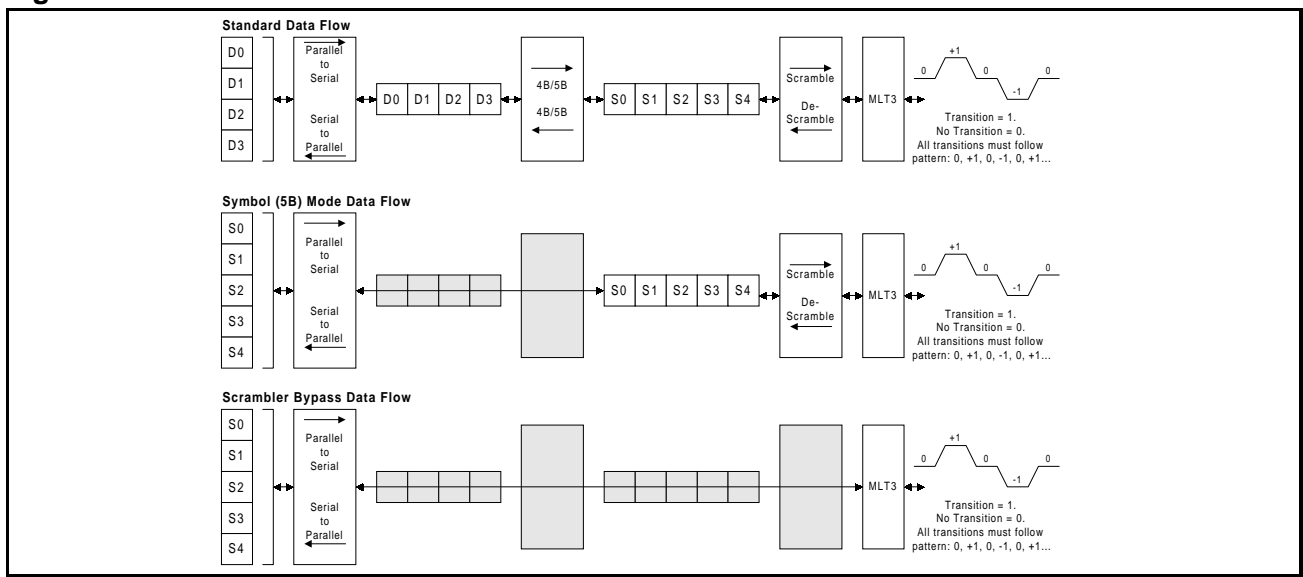 Standard Data Flow
D0
D1
D2
D3
Parallel
to
Serial
Serial
to
Parallel
D0 D1 D2 D3
4B/5B
4B/5B
S0 S1 S2 S3 S4
Scramble
De-
Scramble
MLT3
0 +1 0 -1 0
Transition = 1.
No Transition = 0.
All transitions must follow
pattern: 0, +1, 0, -1, 0, +1...
Symbol (5B) Mode Data Flow
S0
S1
S2
S3
S4
Parallel
to
Serial
Serial
to
Parallel
S0 S1 S2 S3 S4
Scramble
De-
Scramble
MLT3
0 +1 0 -1 0
Transition = 1.
No Transition = 0.
All transitions must follow
pattern: 0, +1, 0, -1, 0, +1...
Scrambler Bypass Data Flow
S0
S1
S2
S3
S4
Parallel
to
Serial
Serial
to
Parallel
MLT3
0 +1 0 -1 0
Transition = 1.
No Transition = 0.
All transitions must follow
pattern: 0, +1, 0, -1, 0, +1...